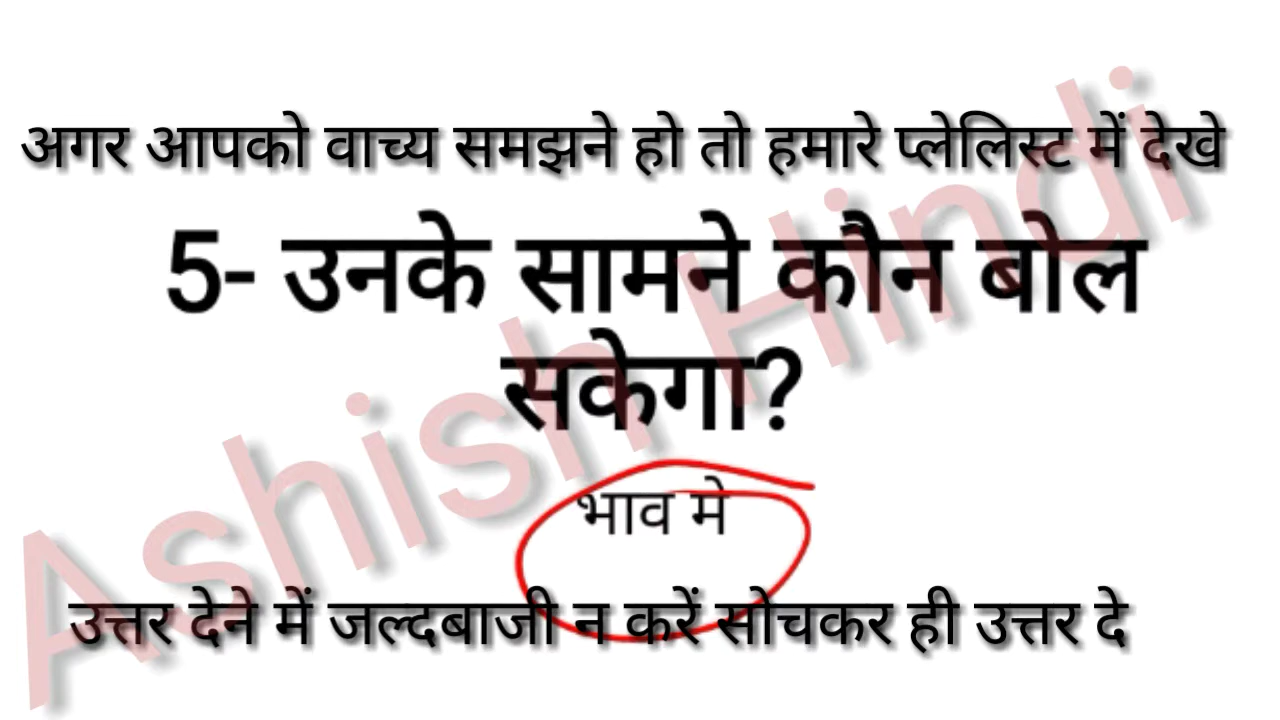 अगर आपको वाच्य समझने हो तो हमारे प्लेलिस्ट में देखे
5- उनके सामने कौन बोल
सकेगा?
भाव मे
उत्तर देने में जल्दबाजी न करें सोचकर ही उत्तर दे
Ashish Hindi